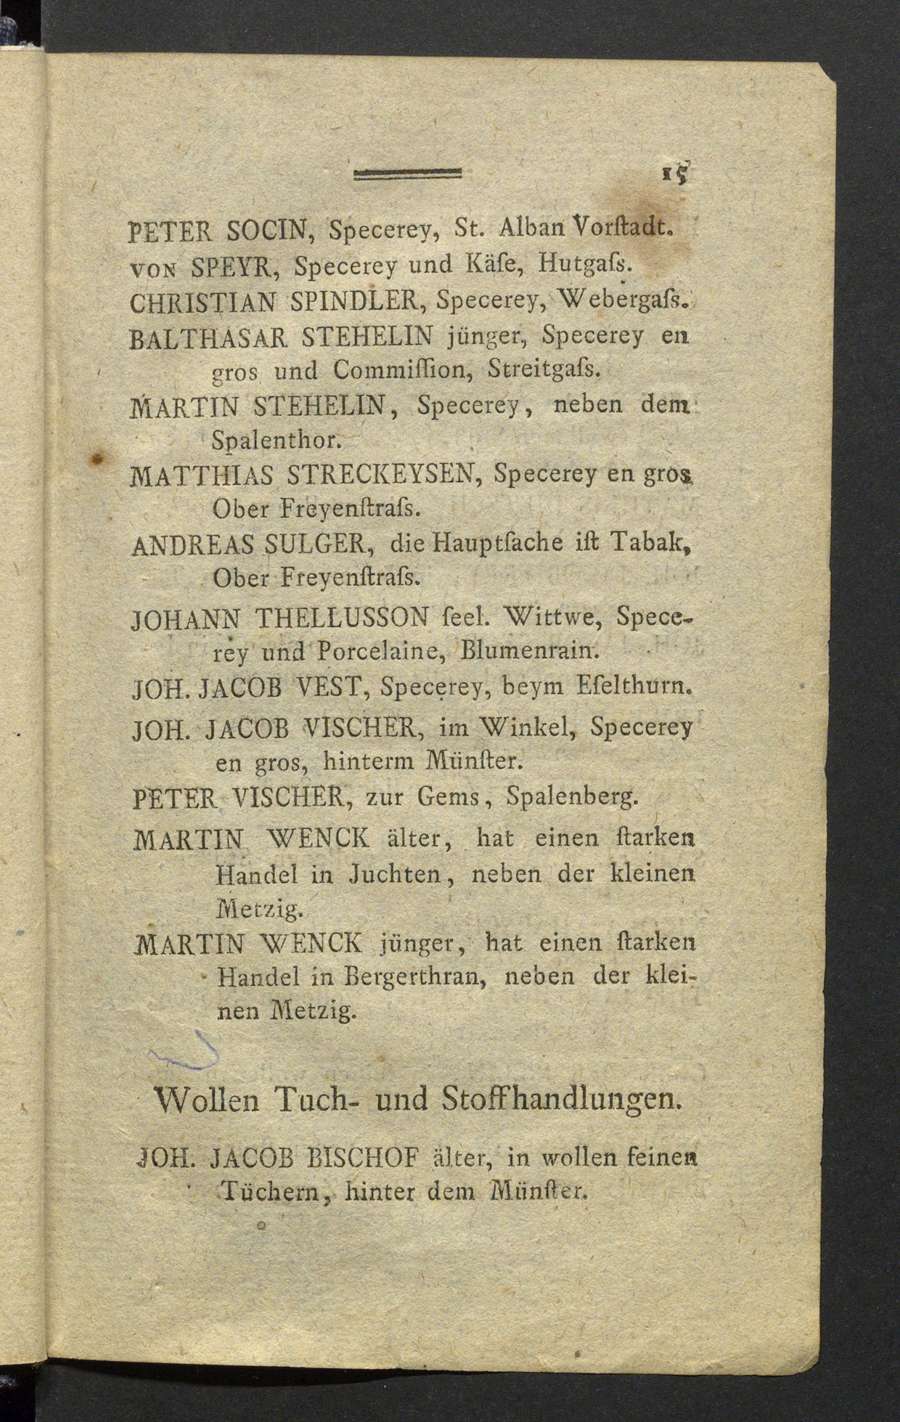 15
PETER SOCIN, Specerey, St. Alban Vorſtadt.
VON SPEYR, Specerey und Käſe, Hutgaſs.
CHRISTIAN SPINDLER, Specerey, Webergaſs.
BALTHASAR STEHELIN jünger, Specerey en
gros und Commiſſion, Streitgaſs.
MARTIN STEHELIN, Specerey, neben dem
Spalenthor.
MATTHIAS STRECKEYSEN, Specerey en gros
Ober Freyenſtraſs.
ANDREAS SULGER, die Hauptſache iſt Tabak,
Ober Freyenſtraſs.
JOHANN THELLUSSON ſeel. Wittwe, Spece-
rey und Porcelaine, Blumenrain.
JOH. JACOB VEST, Specerey, beym Eſelthurn.
JOH. JACOB VISCHER, im Winkel, Specerey
en gros, hinterm Münſter.
PETER VISCHER, zur Gems, Spalenberg.
MARTIN WENCK älter, hat einen ſtarken
Handel in Juchten, neben der kleinen
Metzig.
MARTIN WENCK jünger, hat einen ſtarken
Handel in Bergerthran, neben der klei-
nen Metzig.
Wollen Tuch- und Stoffhandlungen.
JOH. JACOB BISCHOF älter, in wollen feinen
Tüchern, hinter dem Münſter.